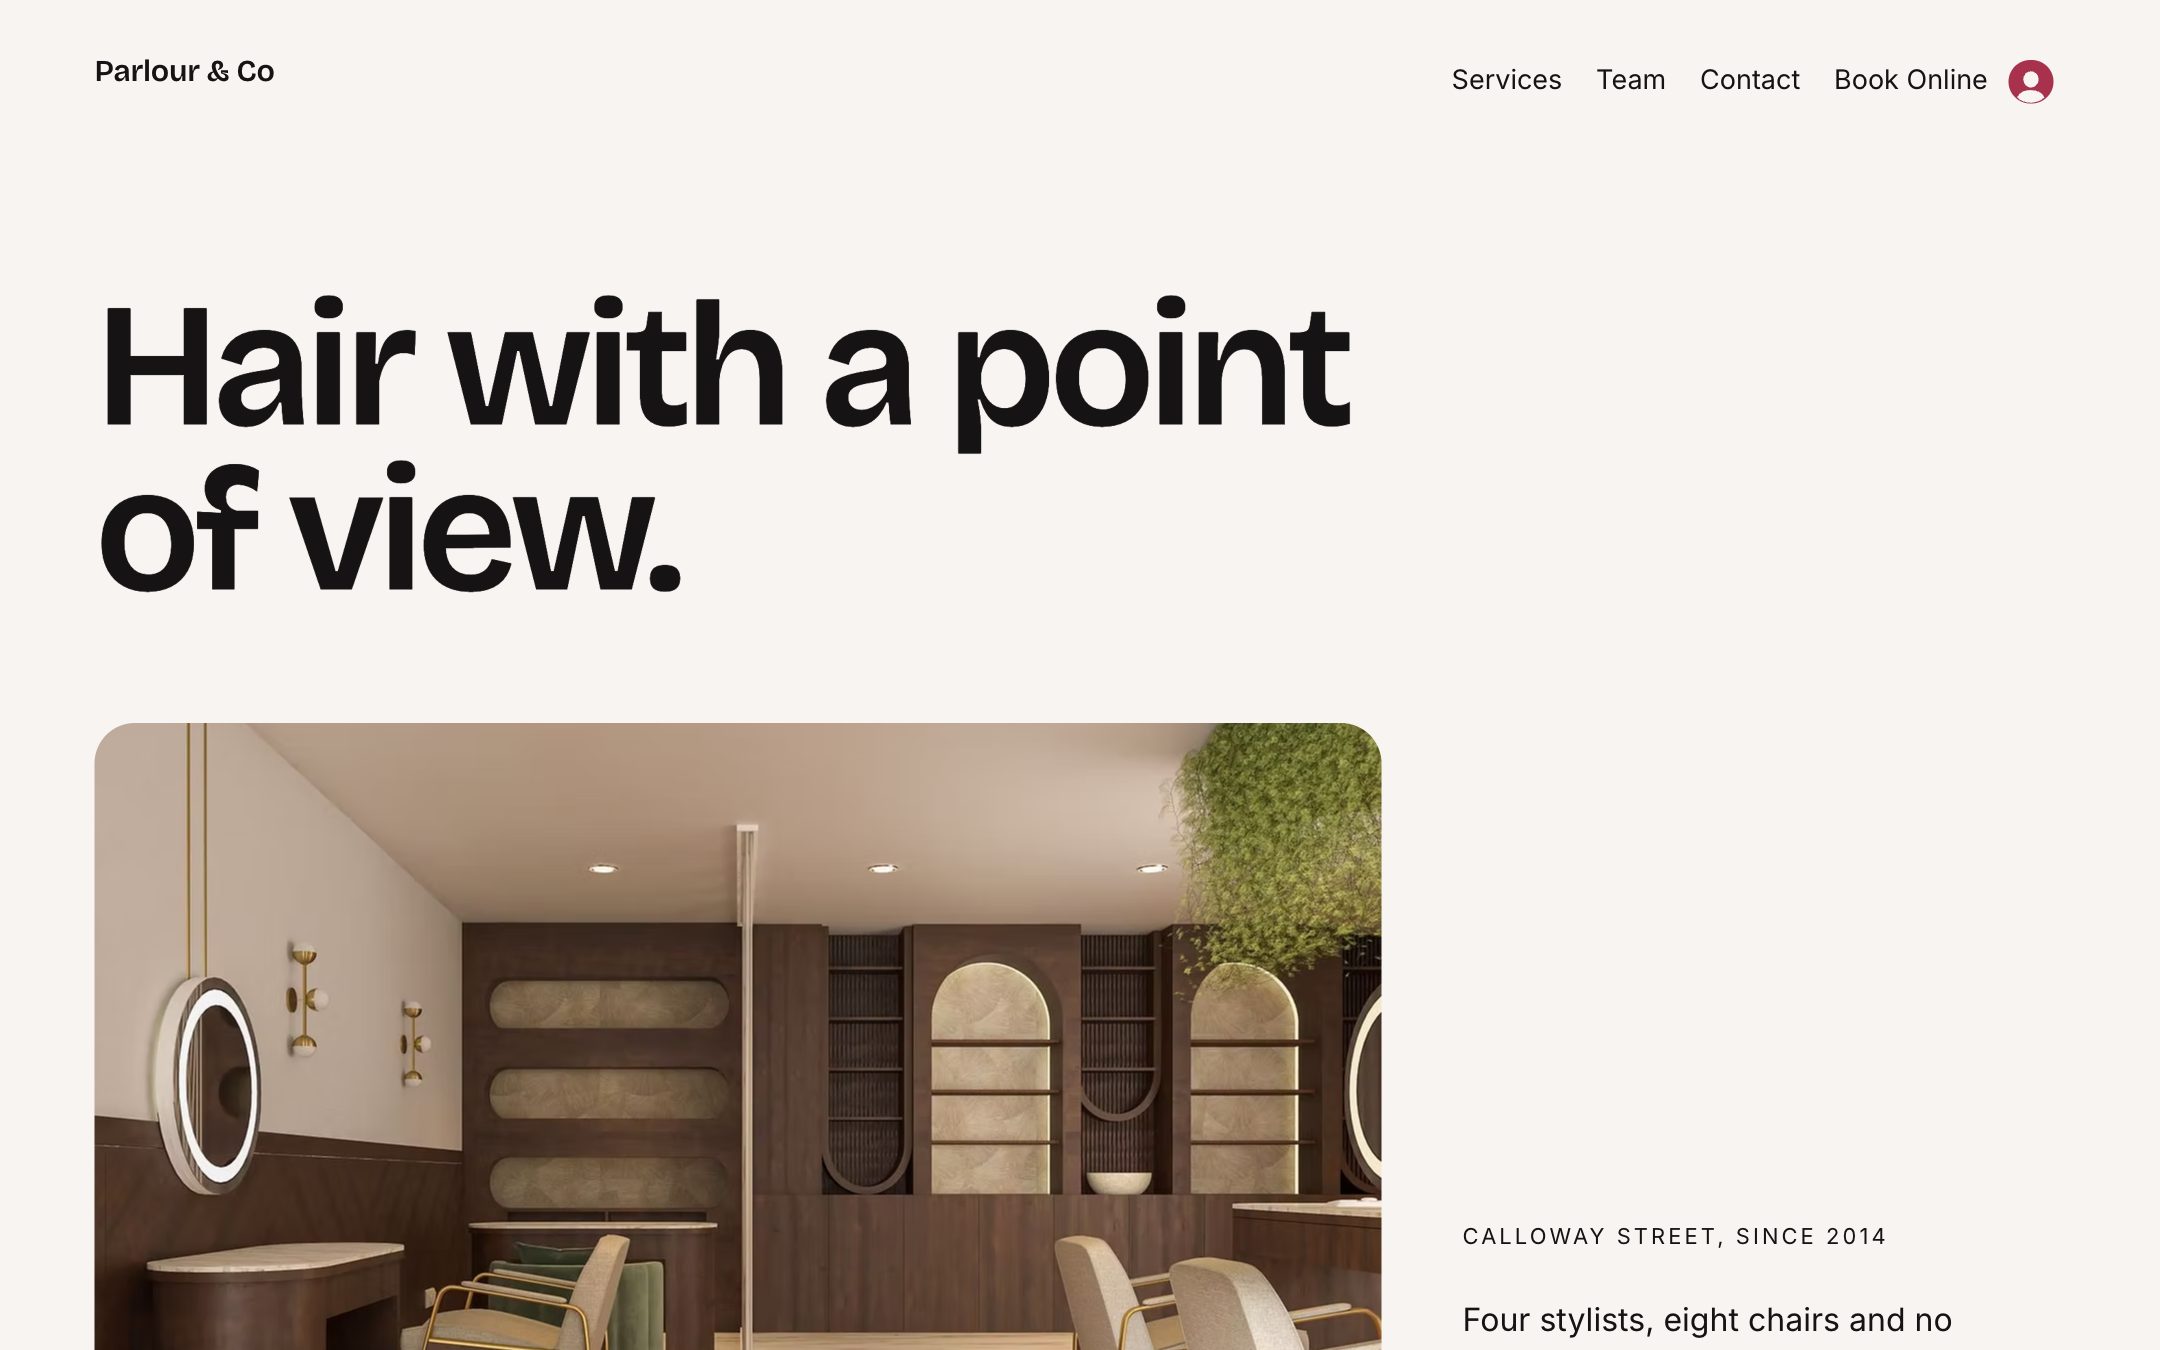 Parlour & Co
Services Team Contact Book Online
Hair with a point
of view.
CALLOWAY STREET, SINCE 2014
Four stylists, eight chairs and no